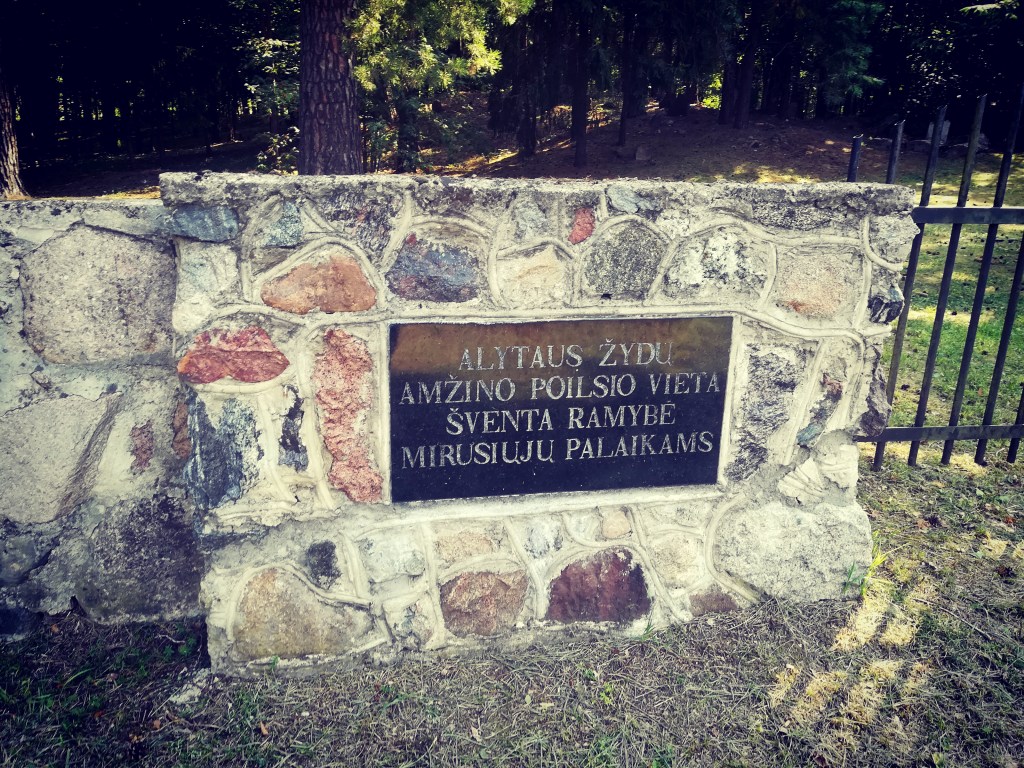 ALYTAUS ŽYDŲ
AMŽINO POILSIO VIETA
ŠVENTA RAMYBĖ
MIRUSIŲJŲ PALAIKAMS